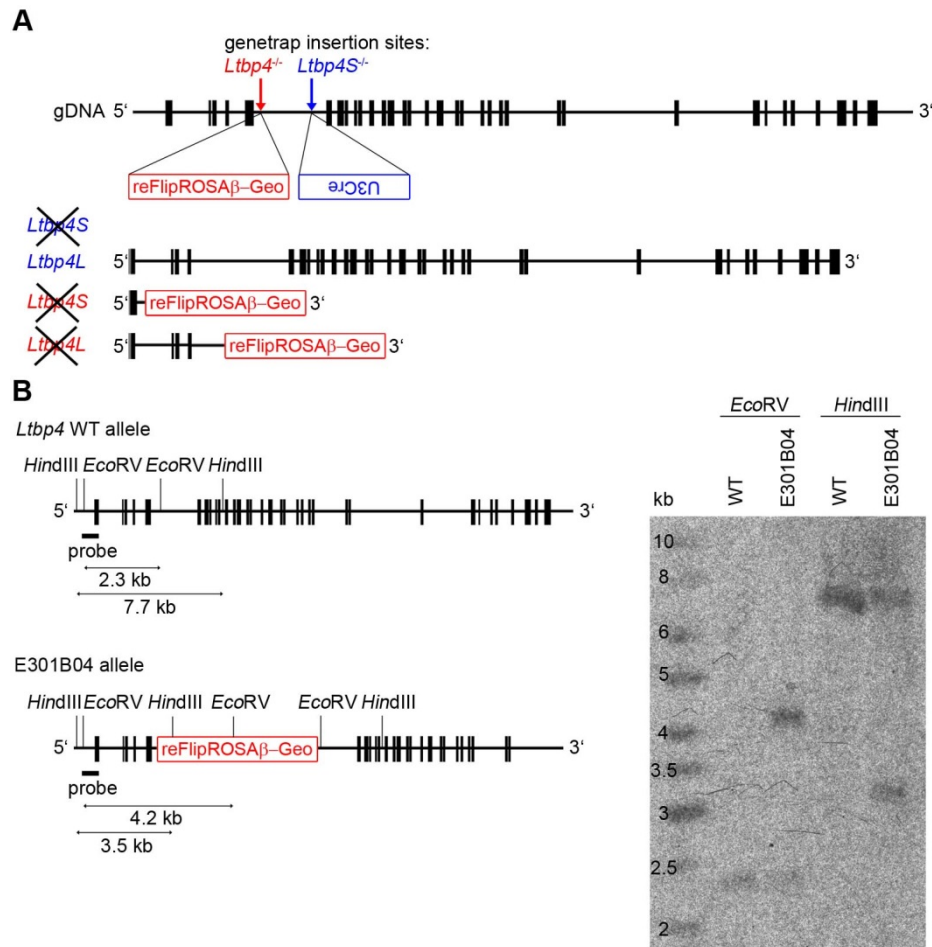 A
genetrap insertion sites:
Ltbp4-/- Ltbp4S-/-
gDNA 5‘ 3‘
reFlipROSAβ–Geo U3Cre
Ltbp4S
Ltbp4L 5‘ 3‘
Ltbp4S 5‘ reFlipROSAβ–Geo 3‘
Ltbp4L 5‘ reFlipROSAβ–Geo 3‘
B
Ltbp4 WT allele
HindIII EcoRV EcoRV HindIII
5‘ 3‘
probe
2.3 kb
7.7 kb
E301B04 allele
HindIII EcoRV HindIII EcoRV EcoRV HindIII
5‘ reFlipROSAβ–Geo 3‘
probe
4.2 kb
3.5 kb
EcoRV HindIII
kb WT E301B04 WT E301B04
10
8
6
5
4
3.5
3
2.5
2